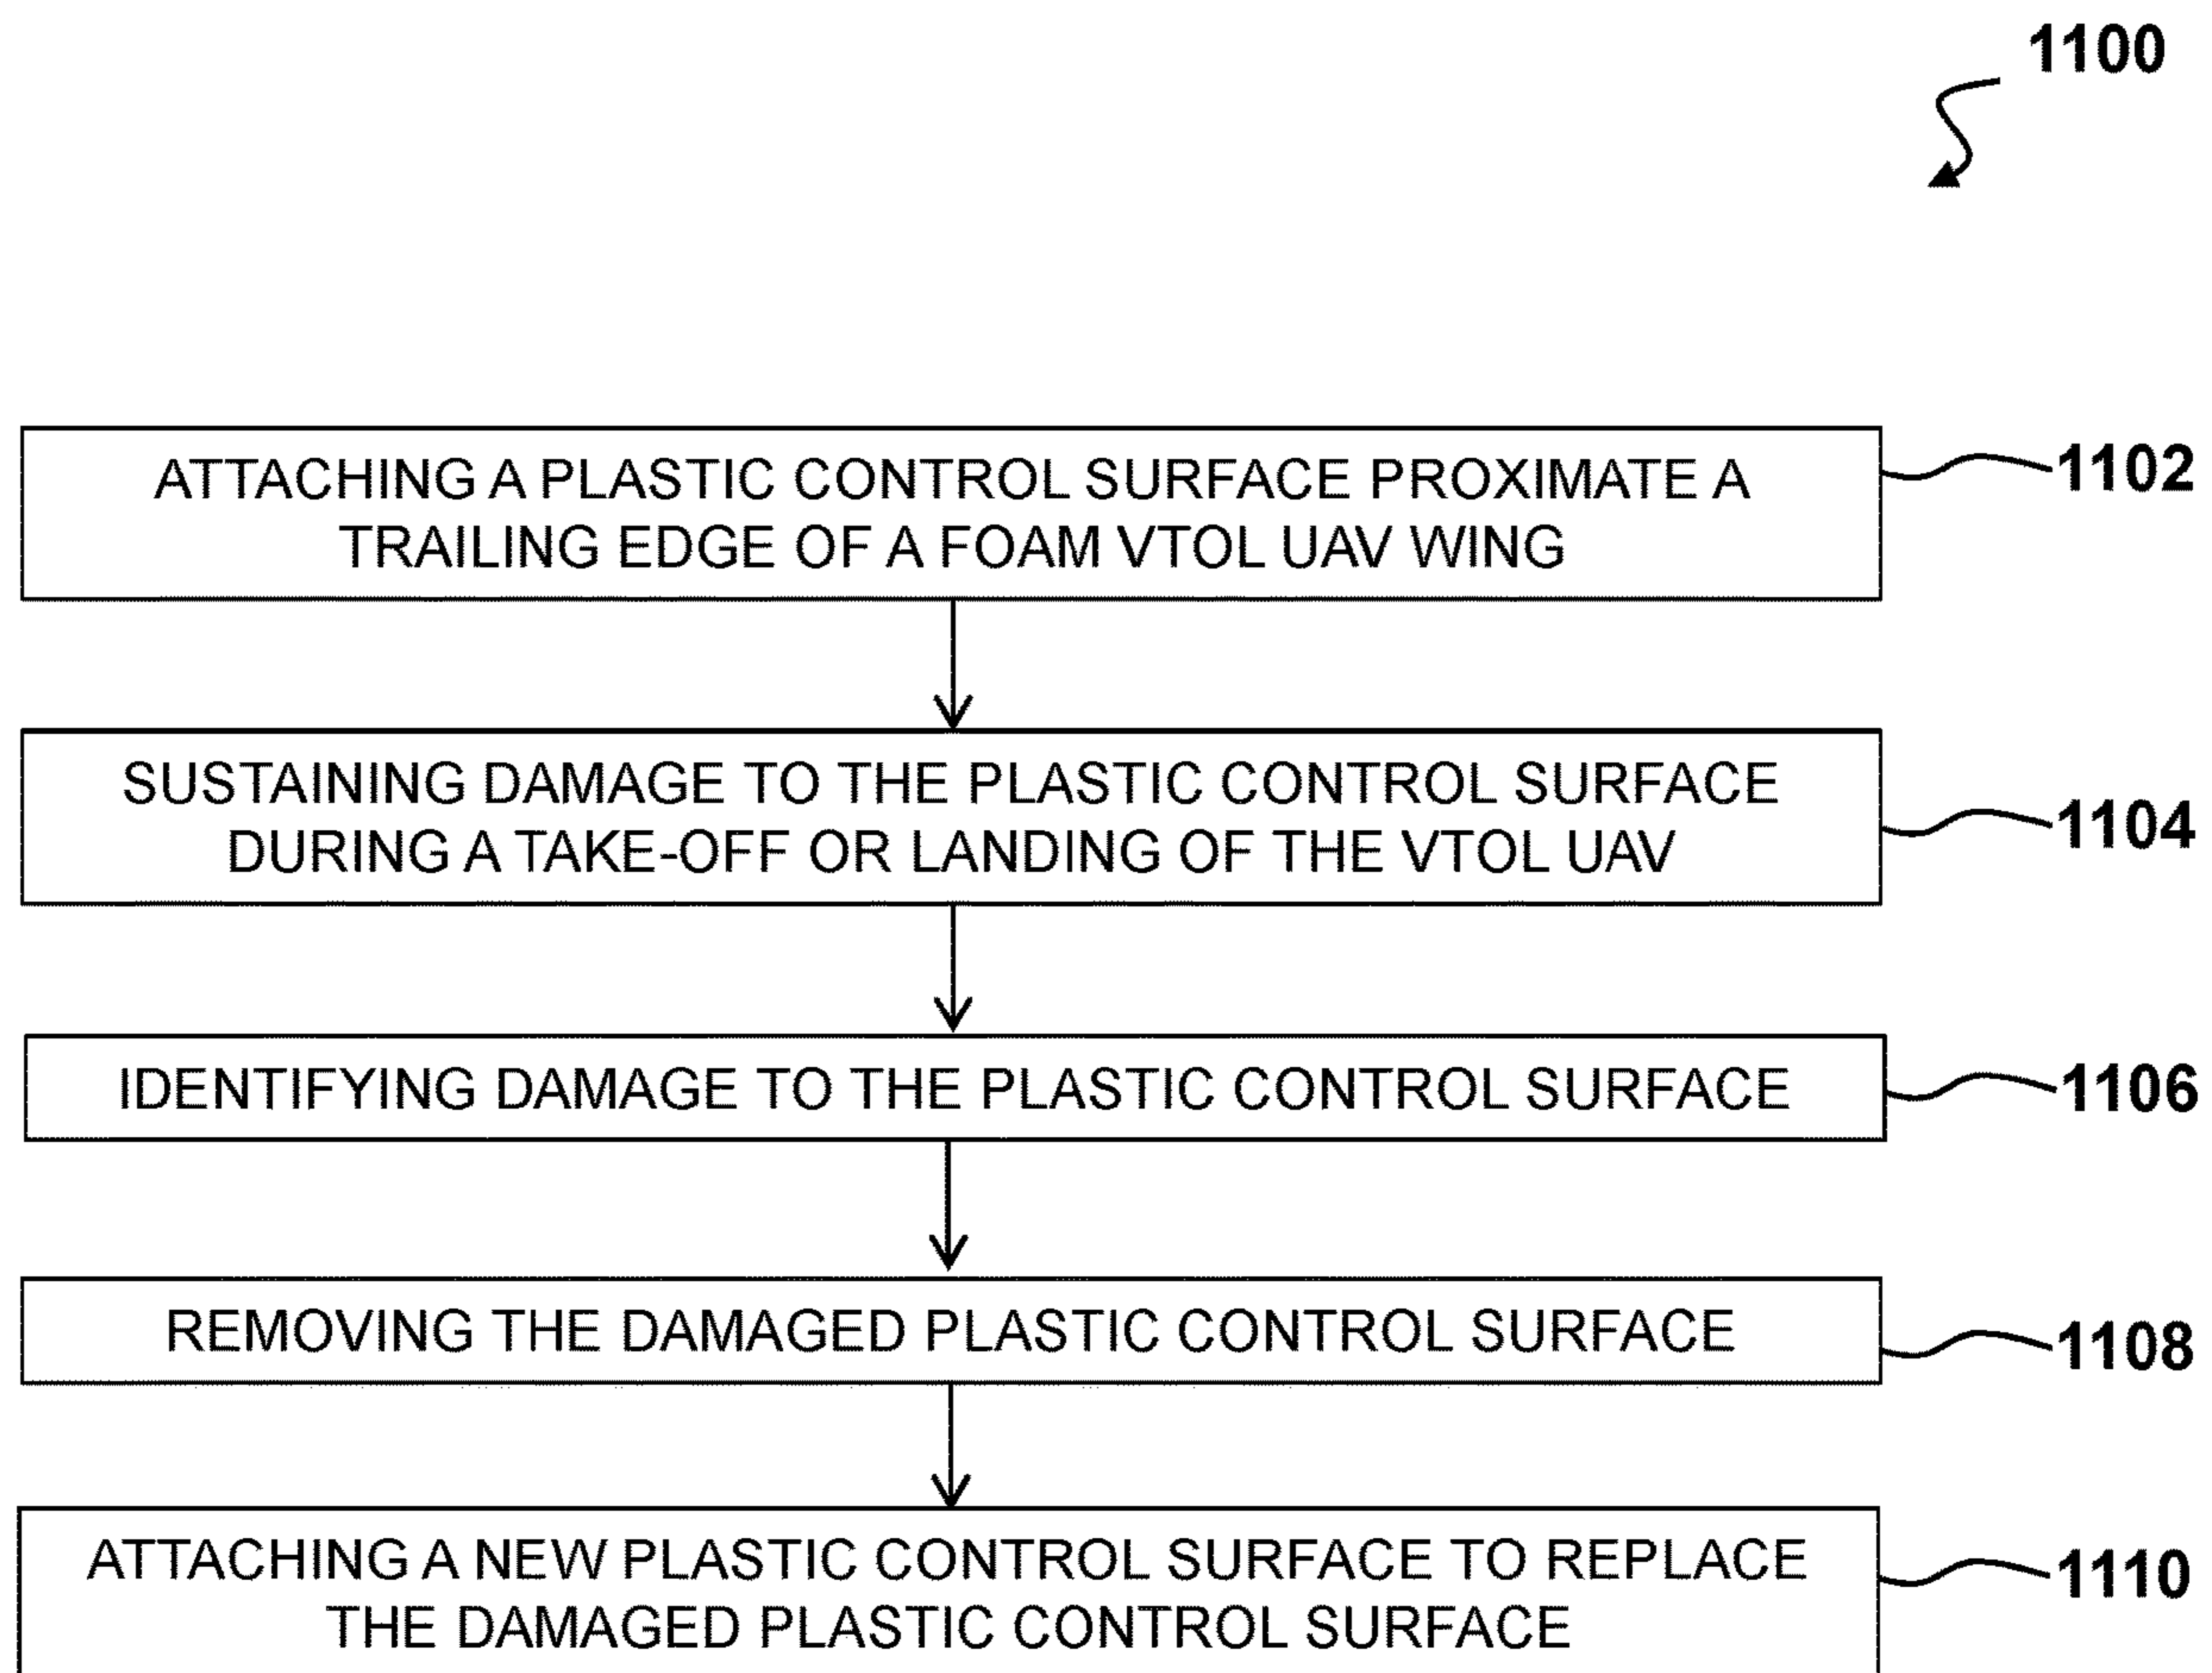 1100
ATTACHING A PLASTIC CONTROL SURFACE PROXIMATE A
TRAILING EDGE OF A FOAM VTOL UAV WING
1102
SUSTAINING DAMAGE TO THE PLASTIC CONTROL SURFACE
DURING A TAKE-OFF OR LANDING OF THE VTOL UAV
1104
IDENTIFYING DAMAGE TO THE PLASTIC CONTROL SURFACE
1106
REMOVING THE DAMAGED PLASTIC CONTROL SURFACE
1108
ATTACHING A NEW PLASTIC CONTROL SURFACE TO REPLACE
THE DAMAGED PLASTIC CONTROL SURFACE
1110